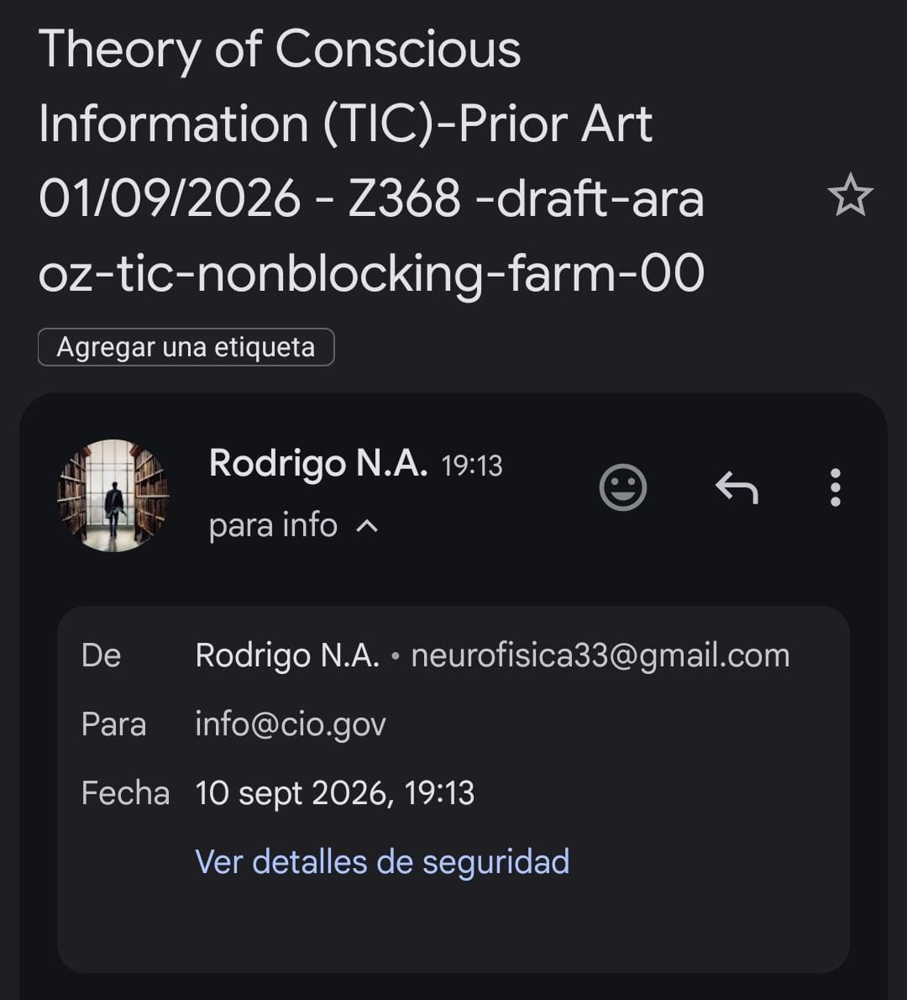 Theory of Conscious
Information (TIC)-Prior Art
01/09/2026 - Z368 -draft-ara
oz-tic-nonblocking-farm-00
Agregar una etiqueta
Rodrigo N.A. 19:13
para info
De Rodrigo N.A. • neurofisica33@gmail.com
Para info@cio.gov
Fecha 10 sept 2026, 19:13
Ver detalles de seguridad